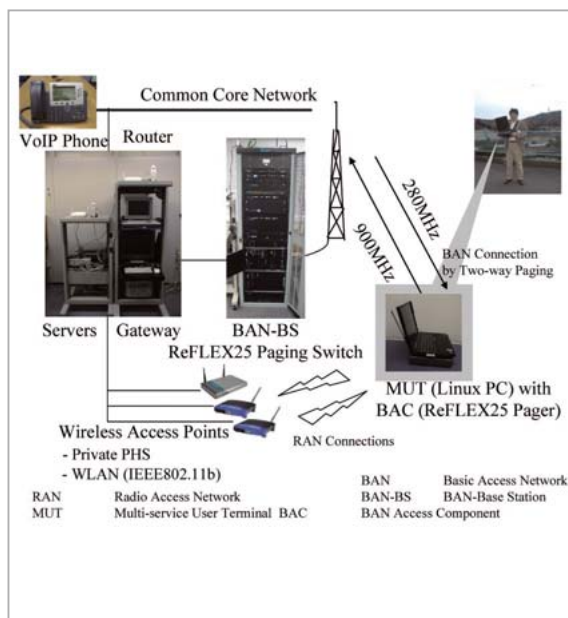 Common Core Network
VoIP Phone
Router
280MHz
900MHz
BAN Connection
by Two-way Paging
Servers
Gateway
BAN-BS
ReFLEX25 Paging Switch
MUT (Linux PC) with
BAC (ReFLEX25 Pager)
Wireless Access Points
- Private PHS
- WLAN (IEEE802.11b)
RAN Connections
RAN Radio Access Network
MUT Multi-service User Terminal BAC
BAN Basic Access Network
BAN-BS BAN-Base Station
BAN Access Component